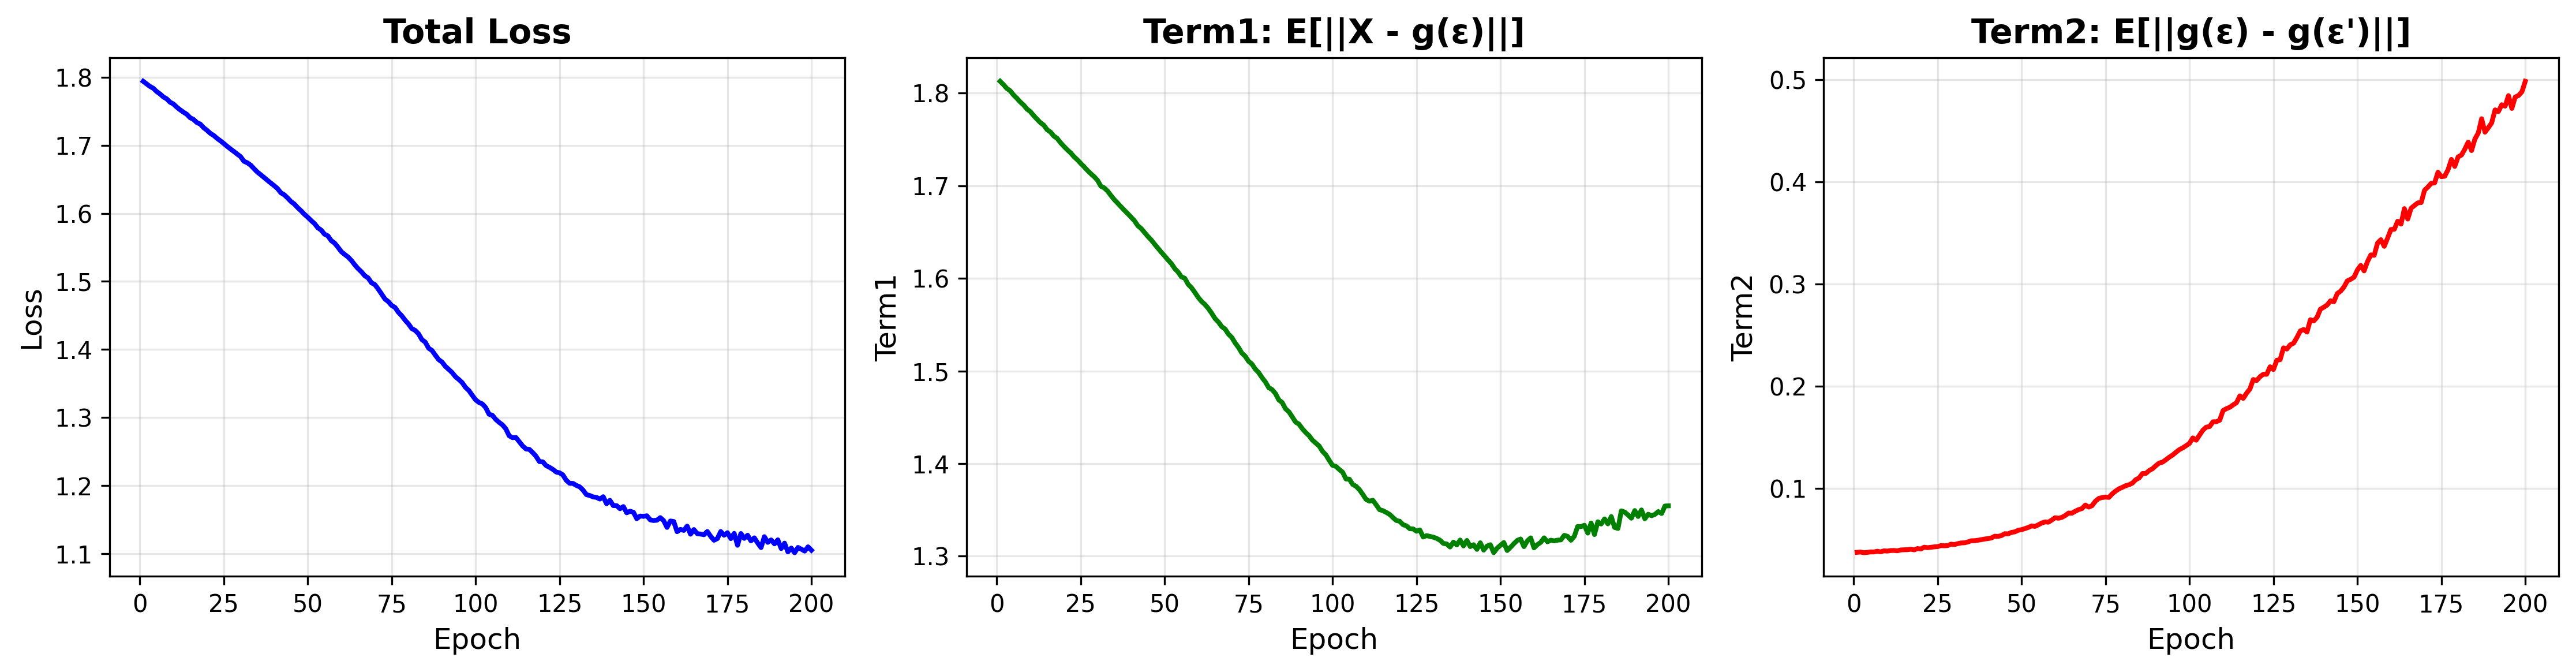 Total Loss
Loss
1.8
1.7
1.6
1.5
1.4
1.3
1.2
1.1
0 25 50 75 100 125 150 175 200
Epoch
Term1: E[||X - g(ε)||]
Term1
1.8
1.7
1.6
1.5
1.4
1.3
0 25 50 75 100 125 150 175 200
Epoch
Term2: E[||g(ε) - g(ε')||]
Term2
0.5
0.4
0.3
0.2
0.1
0 25 50 75 100 125 150 175 200
Epoch